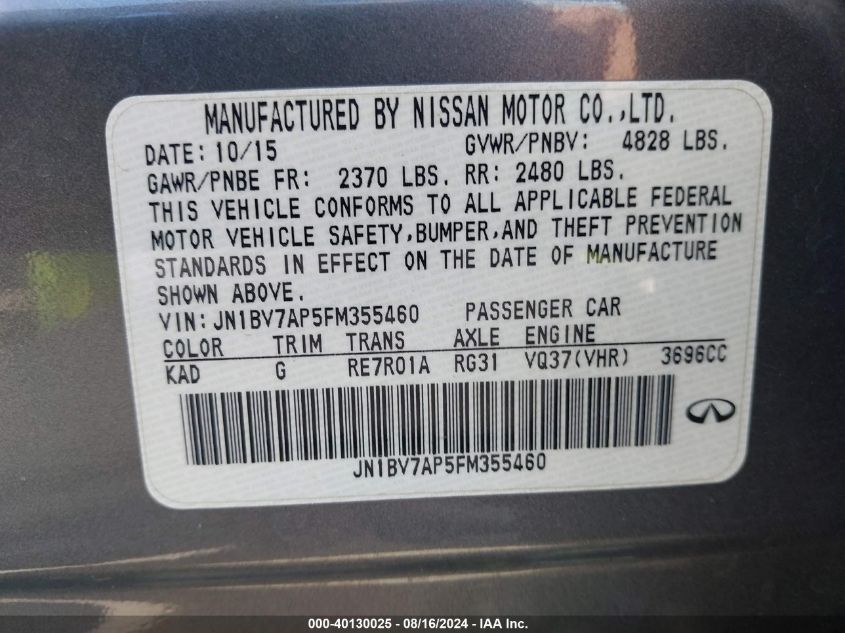 MANUFACTURED BY NISSAN MOTOR CO.,LTD.
DATE: 10/15 GVWR/PNBV: 4828 LBS.
GAWR/PNBE FR: 2370 LBS. RR: 2480 LBS.
THIS VEHICLE CONFORMS TO ALL APPLICABLE FEDERAL
MOTOR VEHICLE SAFETY,BUMPER,AND THEFT PREVENTION
STANDARDS IN EFFECT ON THE DATE OF MANUFACTURE
SHOWN ABOVE.
VIN: JN1BV7AP5FM355460 PASSENGER CAR
COLOR TRIM TRANS AXLE ENGINE
KAD G RE7R01A RG31 VQ37(VHR) 3696CC
JN1BV7AP5FM355460
000-40130025 - 08/16/2024 - IAA Inc.